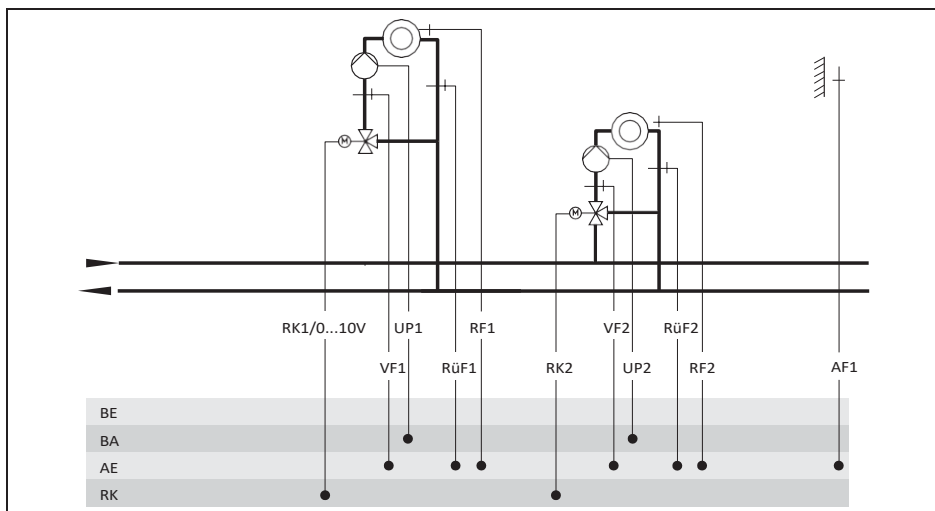 M
M
RK1/0...10V UP1 RF1 VF2 RüF2
VF1 RüF1 RK2 UP2 RF2 AF1
BE
BA
AE
RK